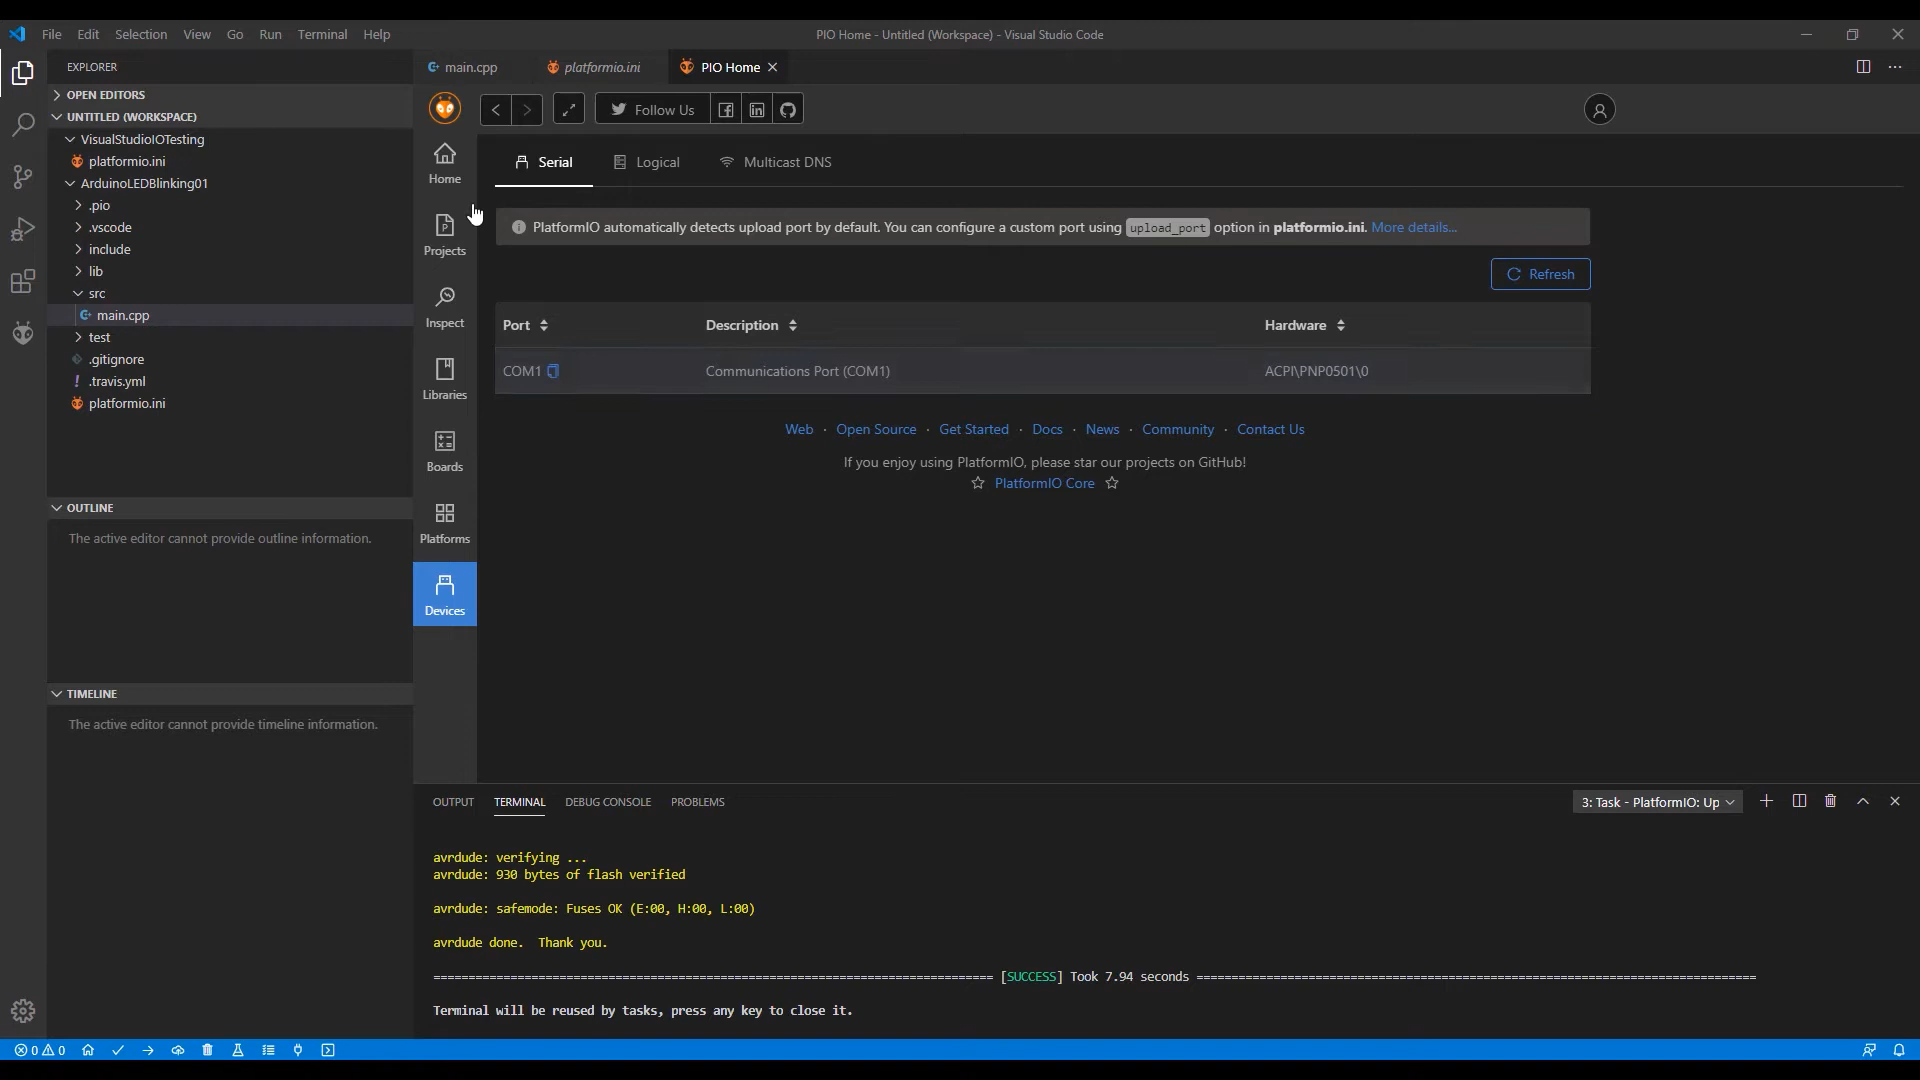 File Edit Selection View Go Run Terminal Help
PIO Home - Untitled (Workspace) - Visual Studio Code
EXPLORER
main.cpp
platformio.ini
PIO Home
OPEN EDITORS
UNTITLED (WORKSPACE)
VisualStudioIOTesting
platformio.ini
ArduinoLEDBlinking01
.pio
.vscode
include
lib
src
main.cpp
test
.gitignore
.travis.yml
platformio.ini
OUTLINE
The active editor cannot provide outline information.
TIMELINE
The active editor cannot provide timeline information.
Follow Us
Home
Projects
Inspect
Libraries
Boards
Platforms
Devices
Serial
Logical
Multicast DNS
PlatformIO automatically detects upload port by default. You can configure a custom port using upload_port option in platformio.ini. More details...
Refresh
Port Description Hardware
COM1 Communications Port (COM1) ACPI\PNP0501\0
Web · Open Source · Get Started · Docs · News · Community · Contact Us
If you enjoy using PlatformIO, please star our projects on GitHub!
PlatformIO Core
OUTPUT TERMINAL DEBUG CONSOLE PROBLEMS
3: Task - PlatformIO: Up
avrdude: verifying ...
avrdude: 930 bytes of flash verified
avrdude: safemode: Fuses OK (E:00, H:00, L:00)
avrdude done.  Thank you.
================================================================================ [SUCCESS] Took 7.94 seconds ================================================================================
Terminal will be reused by tasks, press any key to close it.
0 0